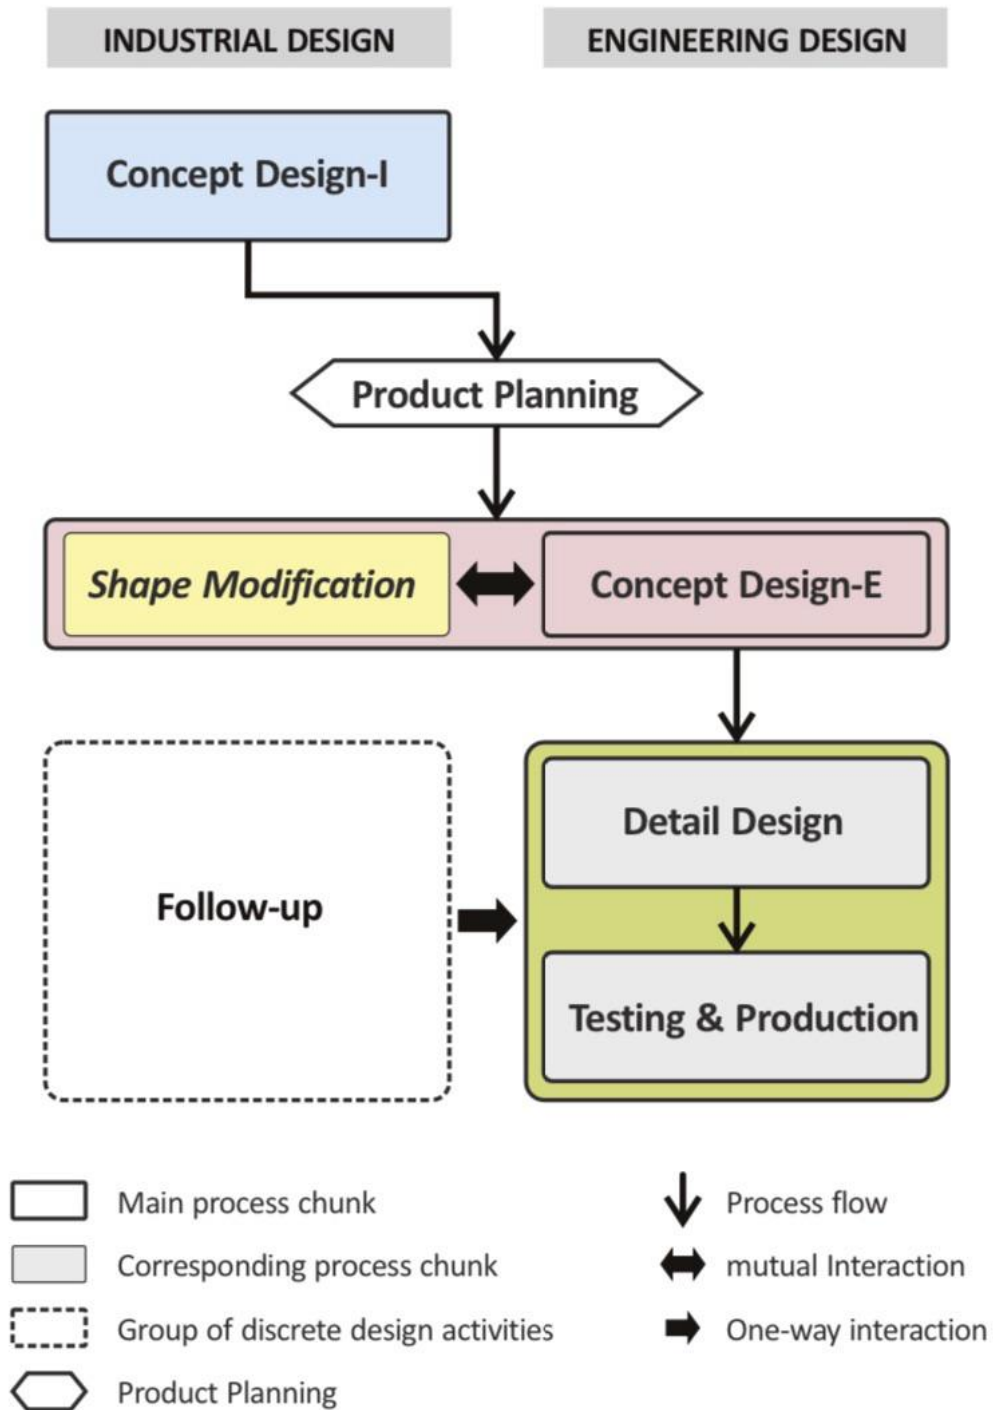 INDUSTRIAL DESIGN
ENGINEERING DESIGN
Concept Design-I
Product Planning
Shape Modification
Concept Design-E
Detail Design
Follow-up
Testing & Production
Main process chunk
Process flow
Corresponding process chunk
mutual Interaction
Group of discrete design activities
One-way interaction
Product Planning